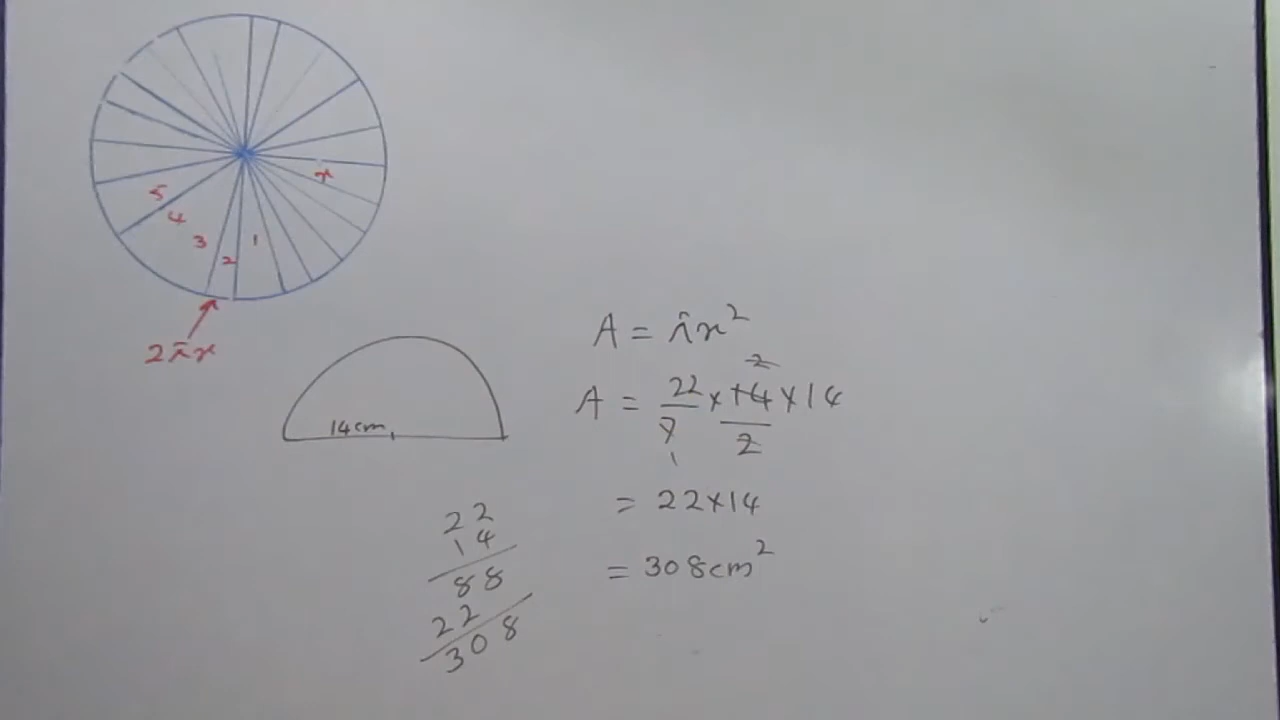 5
4
3
2
1
r
2πr
14cm
A = πr²
A = 22/7 × 14/2 × 14
2
1
= 22×14
= 308cm²
22
14
88
22
308